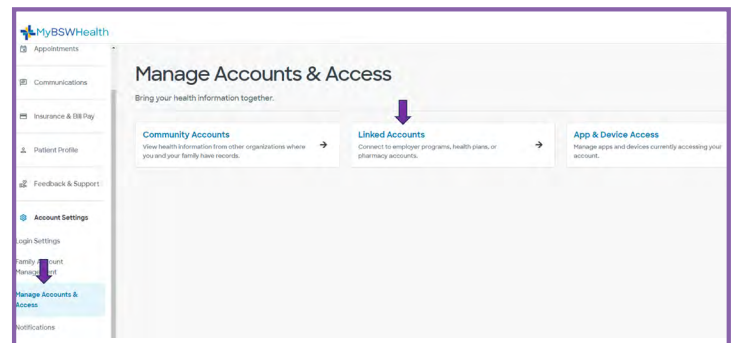 MyBSWHealth
Appointments
Communications
Insurance & Bill Pay
Patient Profile
Feedback & Support
Account Settings
Login Settings
Family Account
Management
Manage Accounts &
Access
Notifications
Manage Accounts & Access
Bring your health information together.
Community Accounts
View health information from other organizations where
you and your family have records.
Linked Accounts
Connect to employer programs, health plans, or
pharmacy accounts.
App & Device Access
Manage apps and devices currently accessing your
account.